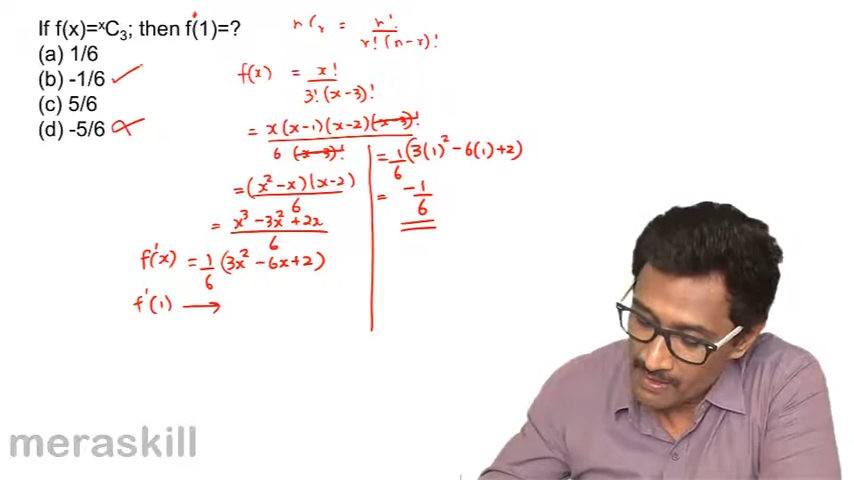 If f(x)=ˣC₃; then f'(1)=?
(a) 1/6
(b) -1/6
(c) 5/6
(d) -5/6
nCr = n! / r!(n-r)!
f(x) = x! / 3!(x-3)!
= x(x-1)(x-2)(x-3)! / 6 (x-3)!
= (x²-x)(x-2) / 6
= x³-3x²+2x / 6
f'(x) = 1/6 (3x²-6x+2)
f'(1) →
= 1/6 (3(1)²-6(1)+2)
= -1/6
meraskill